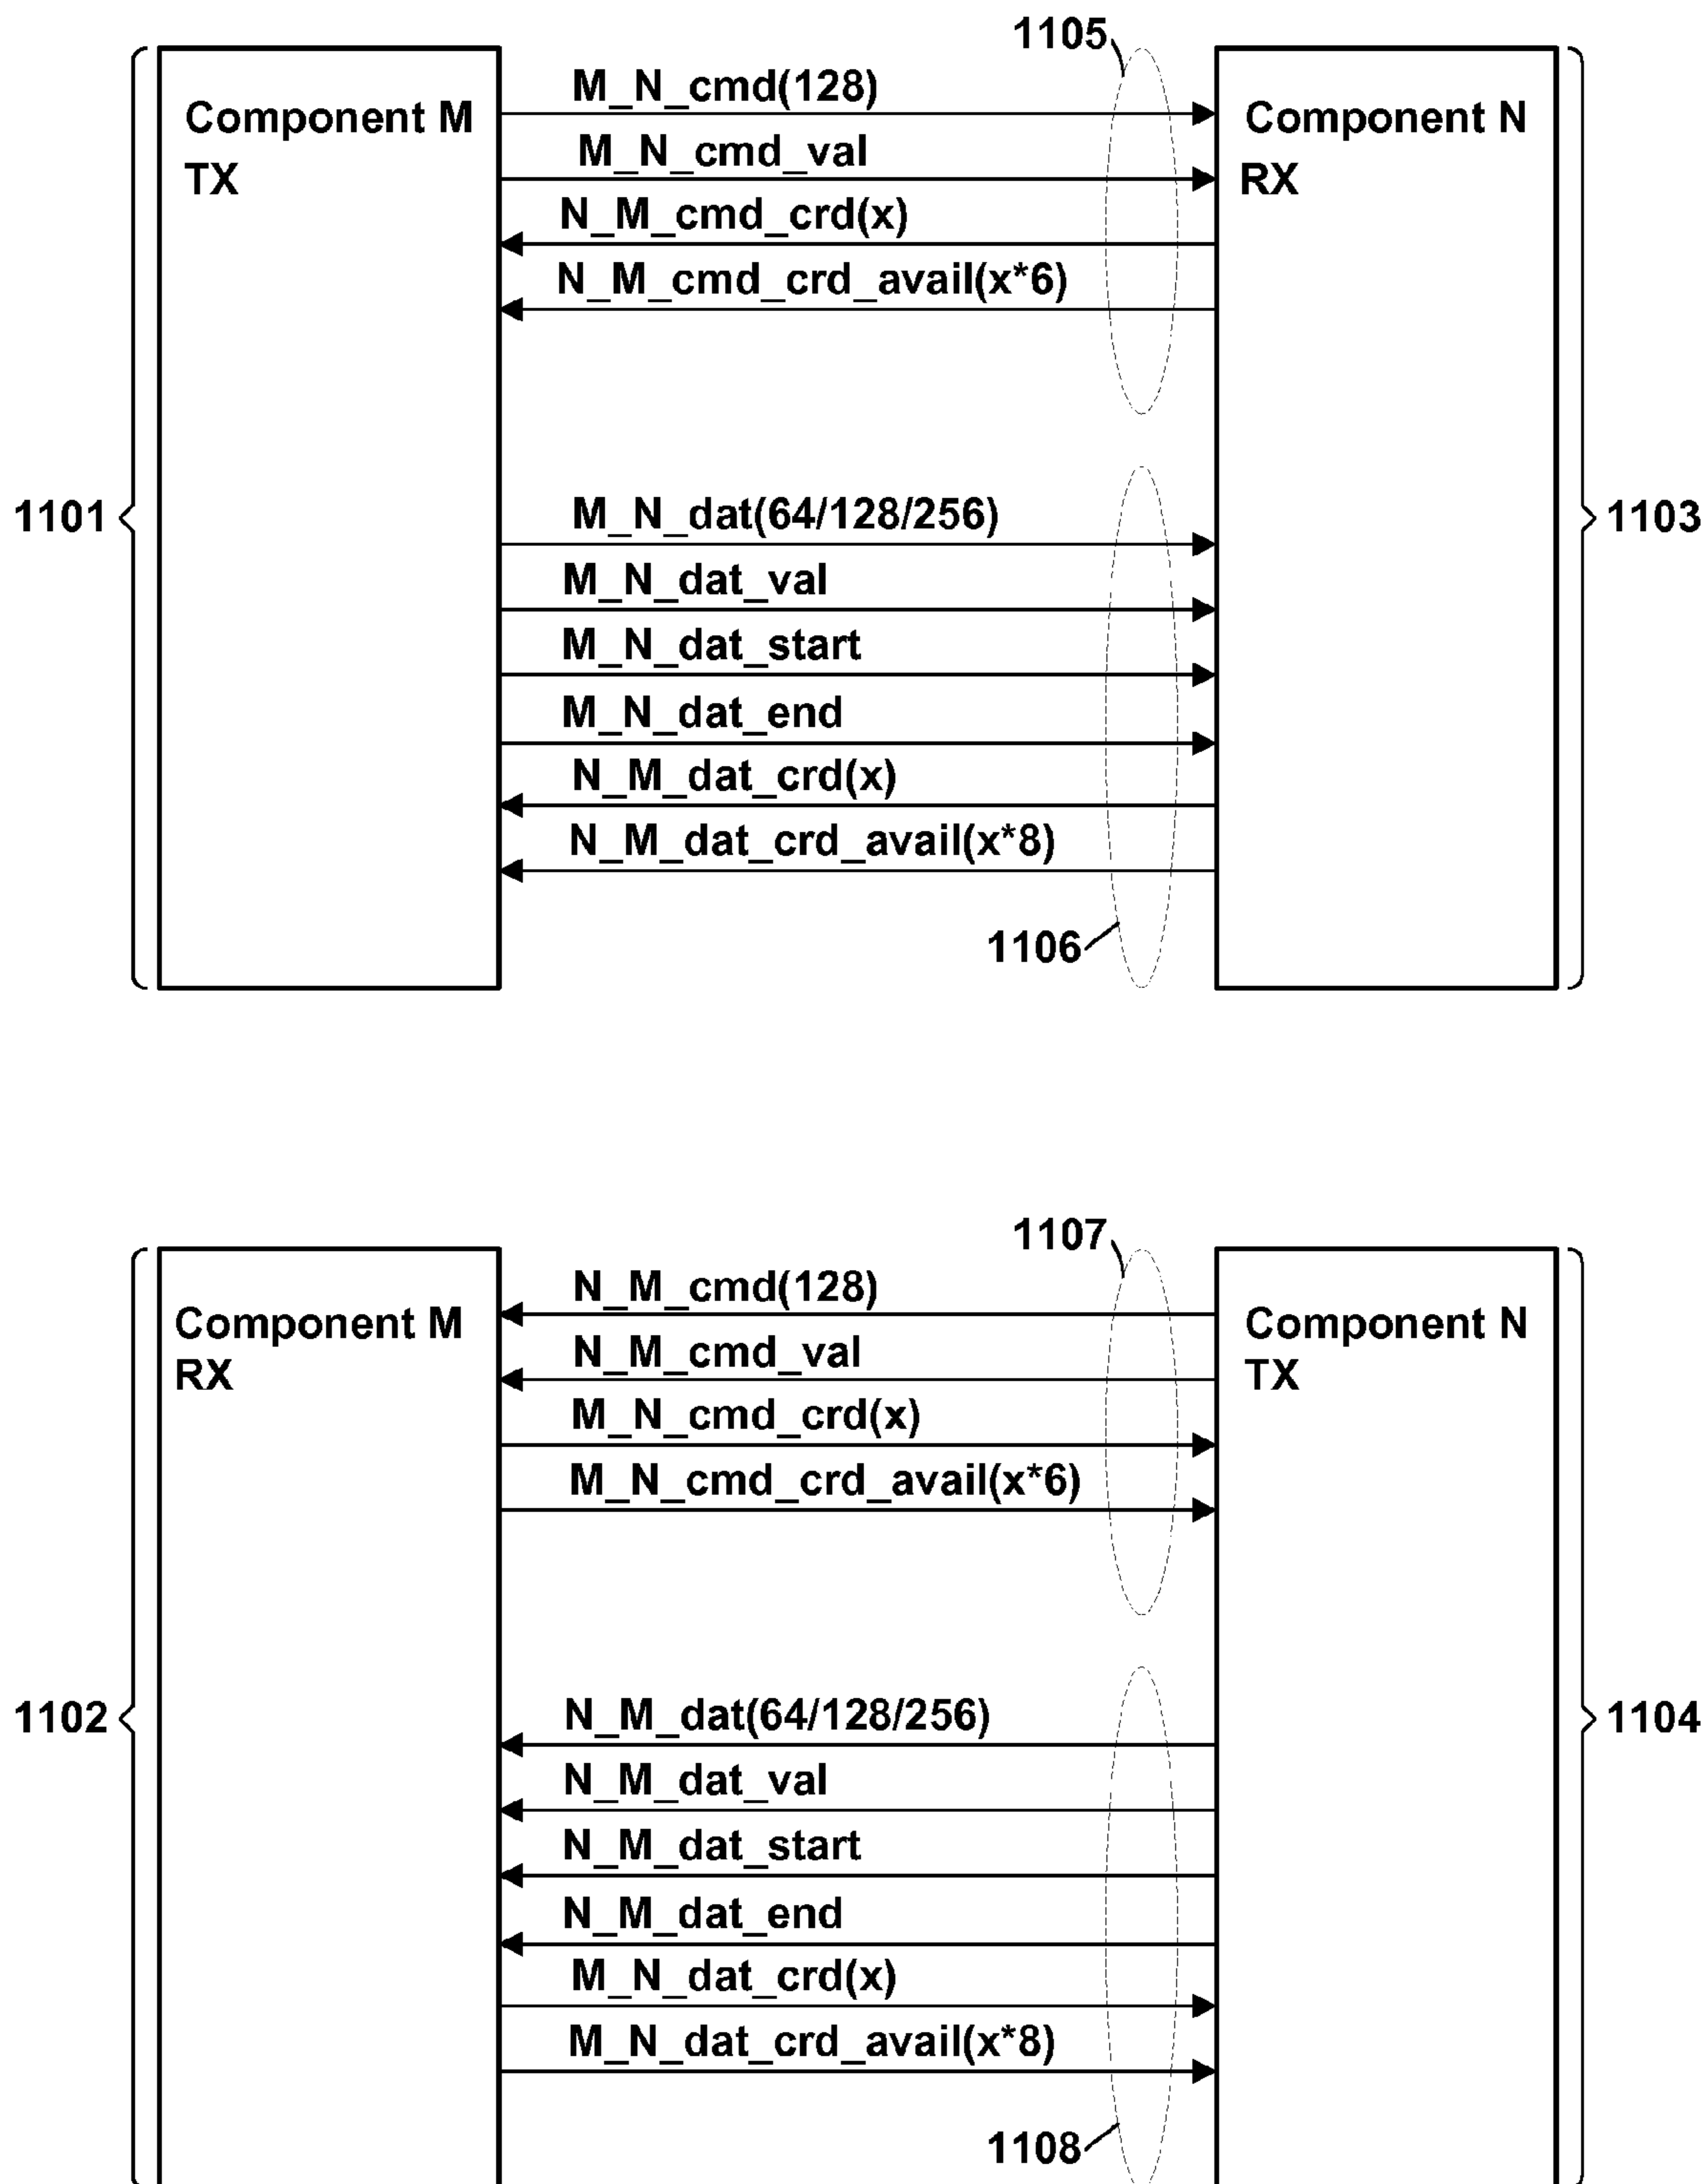 1105
M_N_cmd(128)
Component M
TX
Component N
RX
M_N_cmd_val
N_M_cmd_crd(x)
N_M_cmd_crd_avail(x*6)
1101
M_N_dat(64/128/256)
1103
M_N_dat_val
M_N_dat_start
M_N_dat_end
N_M_dat_crd(x)
N_M_dat_crd_avail(x*8)
1106
1107
N_M_cmd(128)
Component M
RX
Component N
TX
N_M_cmd_val
M_N_cmd_crd(x)
M_N_cmd_crd_avail(x*6)
1102
N_M_dat(64/128/256)
1104
N_M_dat_val
N_M_dat_start
N_M_dat_end
M_N_dat_crd(x)
M_N_dat_crd_avail(x*8)
1108